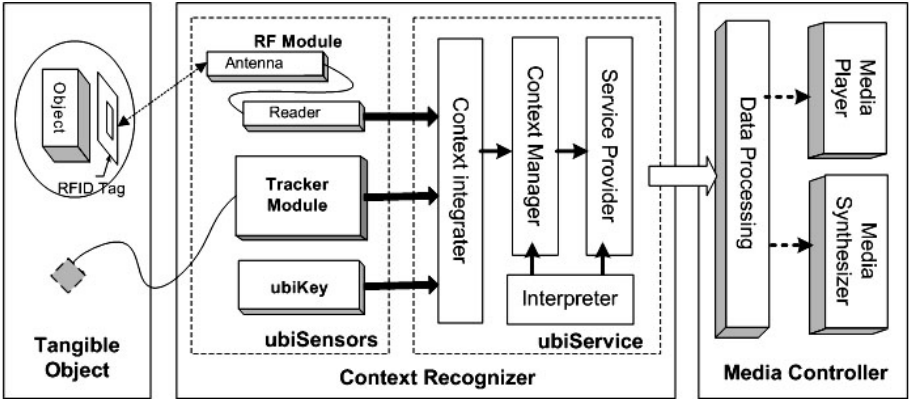 Object
RFID Tag
Tangible
Object
RF Module
Antenna
Reader
Tracker
Module
ubiKey
ubiSensors
Context integrater
Context Manager
Service Provider
Interpreter
ubiService
Context Recognizer
Data Processing
Media
Player
Media
Synthesizer
Media Controller